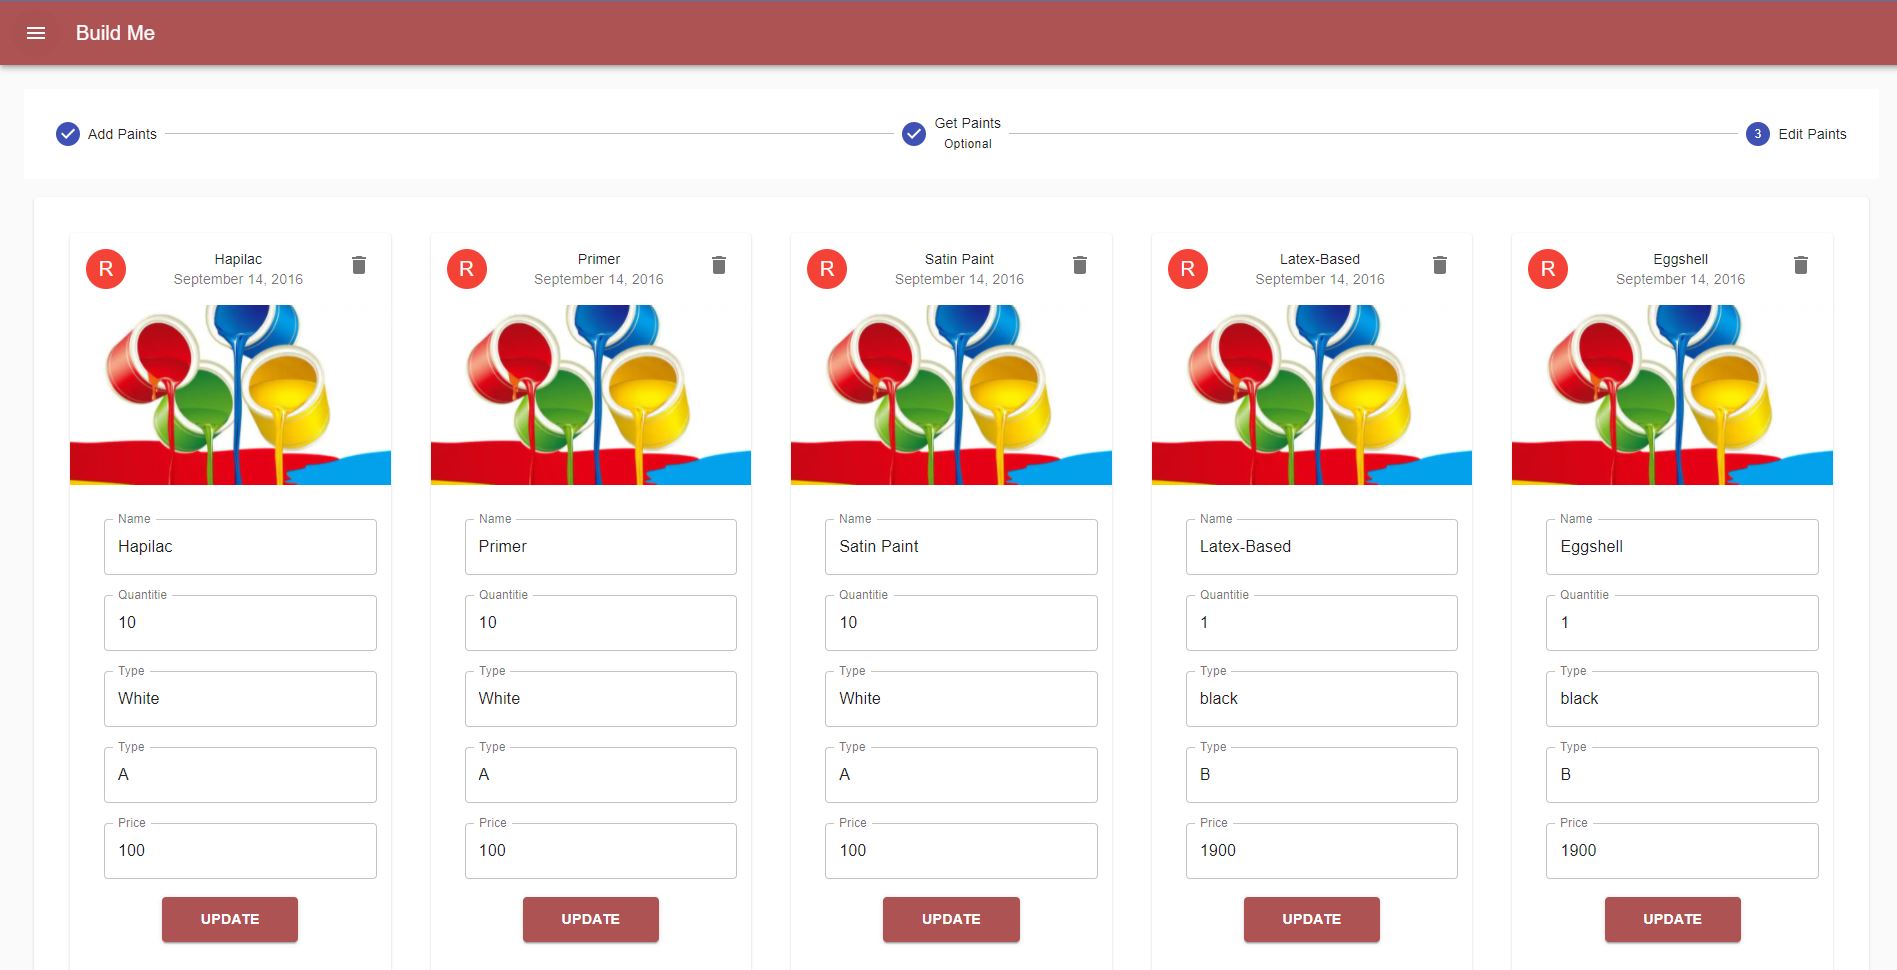 Build Me
Add Paints
Get Paints
Optional
3 Edit Paints
R Hapilac
September 14, 2016
R Primer
September 14, 2016
R Satin Paint
September 14, 2016
R Latex-Based
September 14, 2016
R Eggshell
September 14, 2016
Name
Hapilac
Quantitie
10
Type
White
Type
A
Price
100
UPDATE
Name
Primer
Quantitie
10
Type
White
Type
A
Price
100
UPDATE
Name
Satin Paint
Quantitie
10
Type
White
Type
A
Price
100
UPDATE
Name
Latex-Based
Quantitie
1
Type
black
Type
B
Price
1900
UPDATE
Name
Eggshell
Quantitie
1
Type
black
Type
B
Price
1900
UPDATE